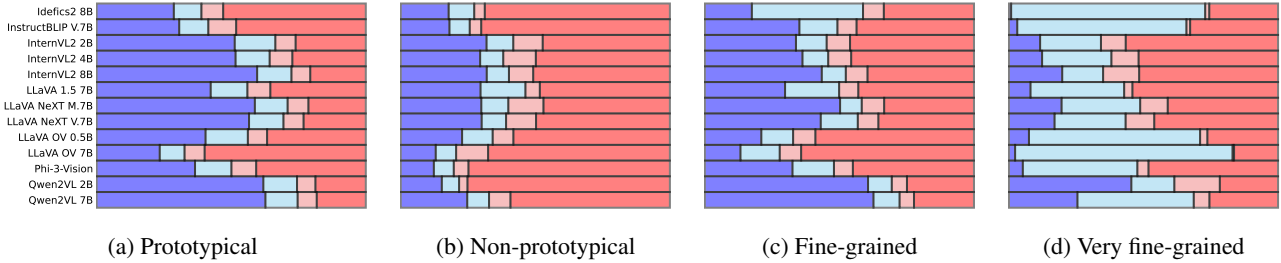 Idefics2 8B
InstructBLIP V.7B
InternVL2 2B
InternVL2 4B
InternVL2 8B
LLaVA 1.5 7B
LLaVA NeXT M.7B
LLaVA NeXT V.7B
LLaVA OV 0.5B
LLaVA OV 7B
Phi-3-Vision
Qwen2VL 2B
Qwen2VL 7B
(a) Prototypical
(b) Non-prototypical
(c) Fine-grained
(d) Very fine-grained